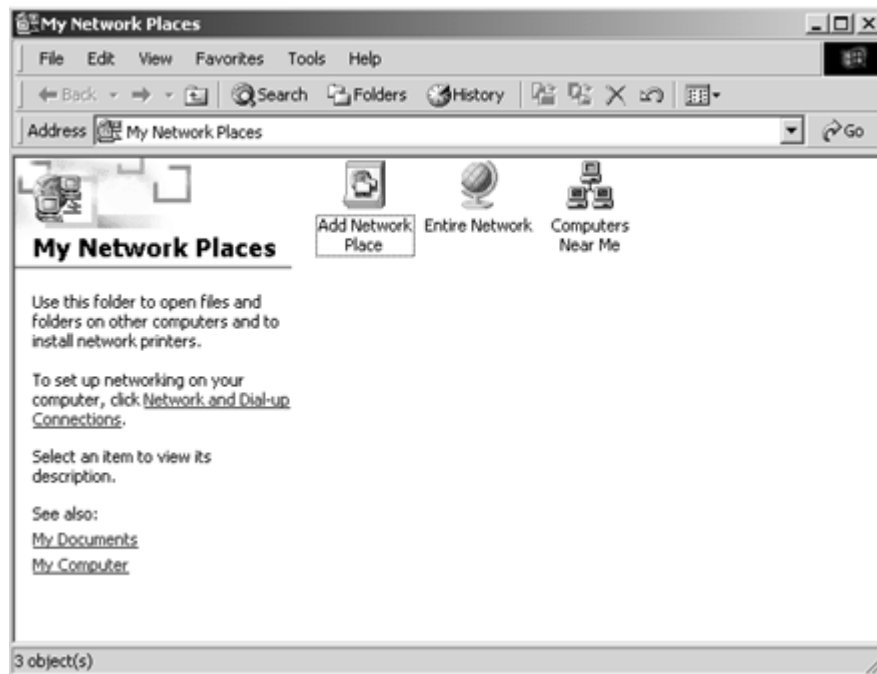 My Network Places
File Edit View Favorites Tools Help
Back Search Folders History
Address My Network Places Go
Add Network
Place
Entire Network
Computers
Near Me
My Network Places
Use this folder to open files and
folders on other computers and to
install network printers.
To set up networking on your
computer, click Network and Dial-up
Connections.
Select an item to view its
description.
See also:
My Documents
My Computer
3 object(s)